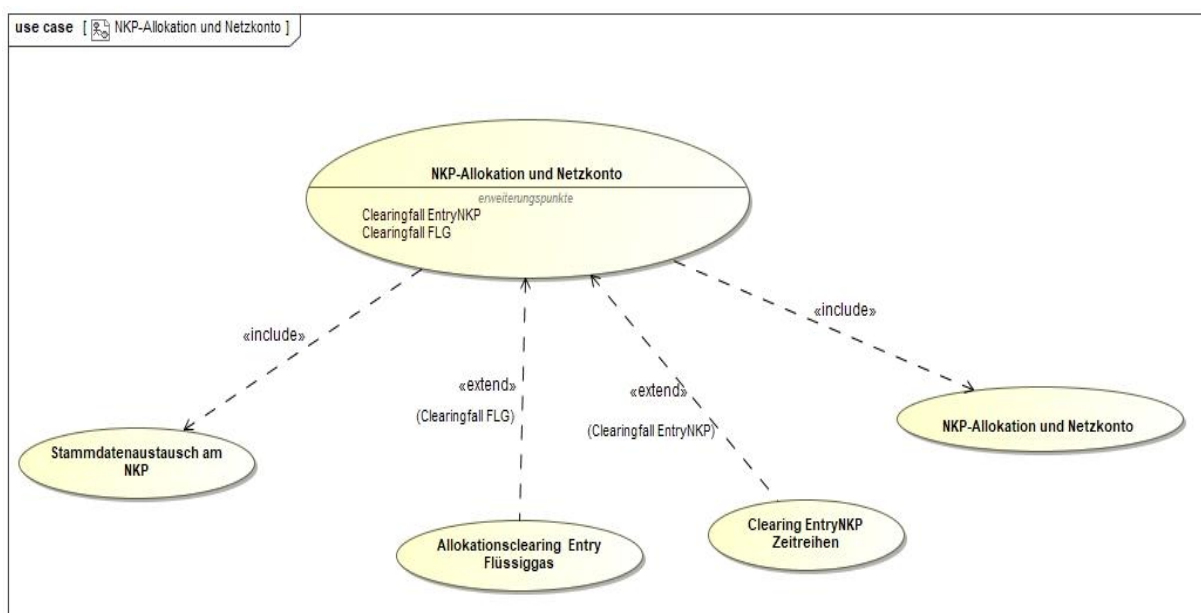 use case [ NKP-Allokation und Netzkonto ]
NKP-Allokation und Netzkonto
erweiterungspunkte
Clearingfall EntryNKP
Clearingfall FLG
«include»
«include»
«extend»
(Clearingfall FLG)
«extend»
(Clearingfall EntryNKP)
Stammdatenaustausch am
NKP
NKP-Allokation und Netzkonto
Allokationsclearing Entry
Flüssiggas
Clearing EntryNKP
Zeitreihen